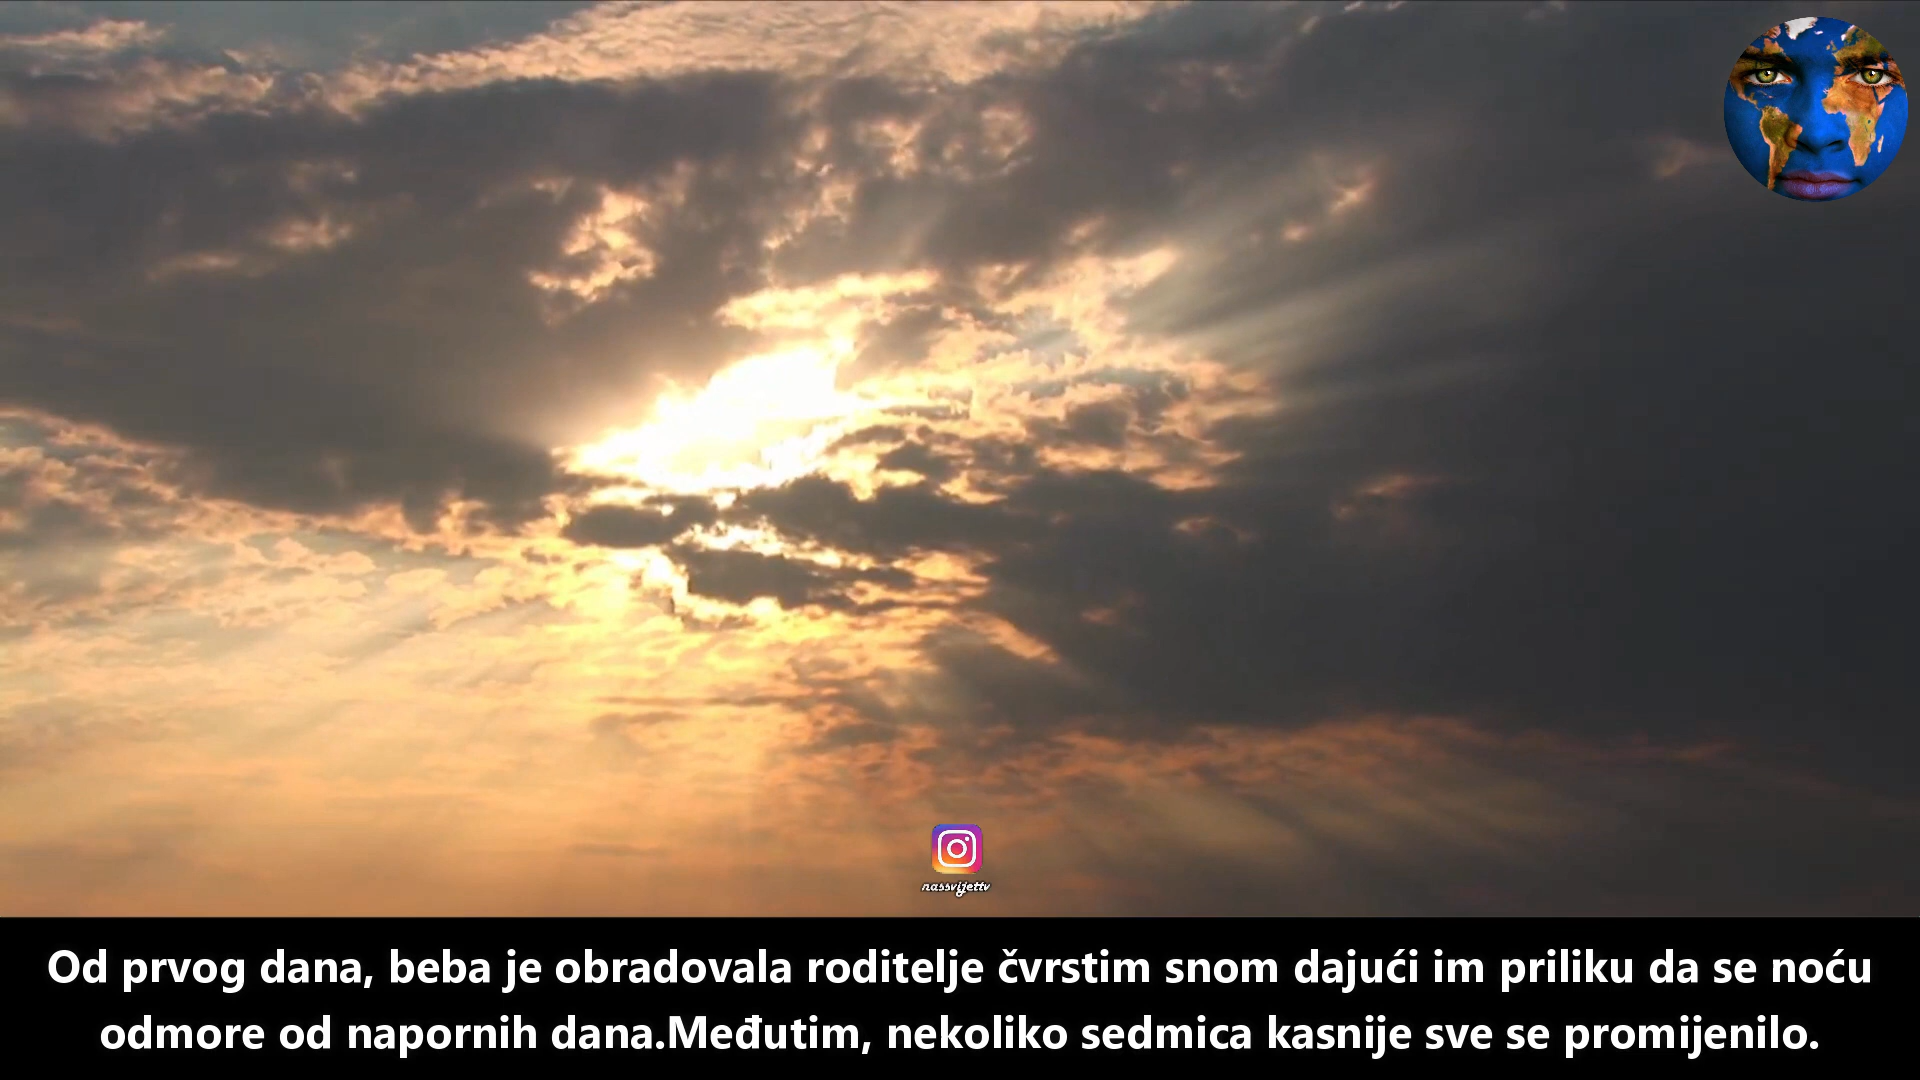 nassvijettv
Od prvog dana, beba je obradovala roditelje čvrstim snom dajući im priliku da se noću
odmore od napornih dana.Međutim, nekoliko sedmica kasnije sve se promijenilo.